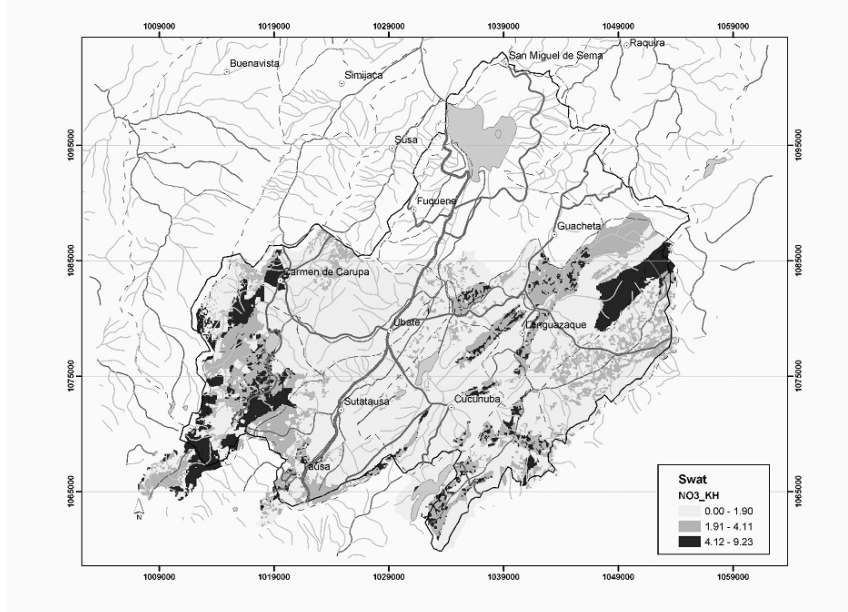 1009000 1019000 1029000 1039000 1049000 1059000
Raquira
San Miguel de Sema
Buenavista
Simijaca
1095000 1095000
Susa
Fuquene
Guacheta
1085000 1085000
Carmen de Carupa
Ubate
Lenguazaque
1075000 1075000
Sutatausa
Cucunuba
Tausa
1065000 1065000
Swat
NO3_KH
0.00 - 1.90
1.91 - 4.11
4.12 - 9.23
N
1009000 1019000 1029000 1039000 1049000 1059000